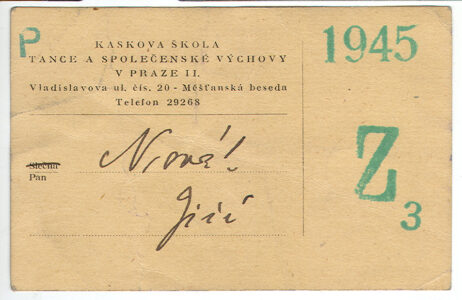 P
KASKOVA ŠKOLA
TANCE A SPOLEČENSKÉ VÝCHOVY
V PRAZE II.
Vladislavova ul. čís. 20 - Měšťanská beseda
Telefon 29268
1945
Slečna
Pan
Jiří
Z 3